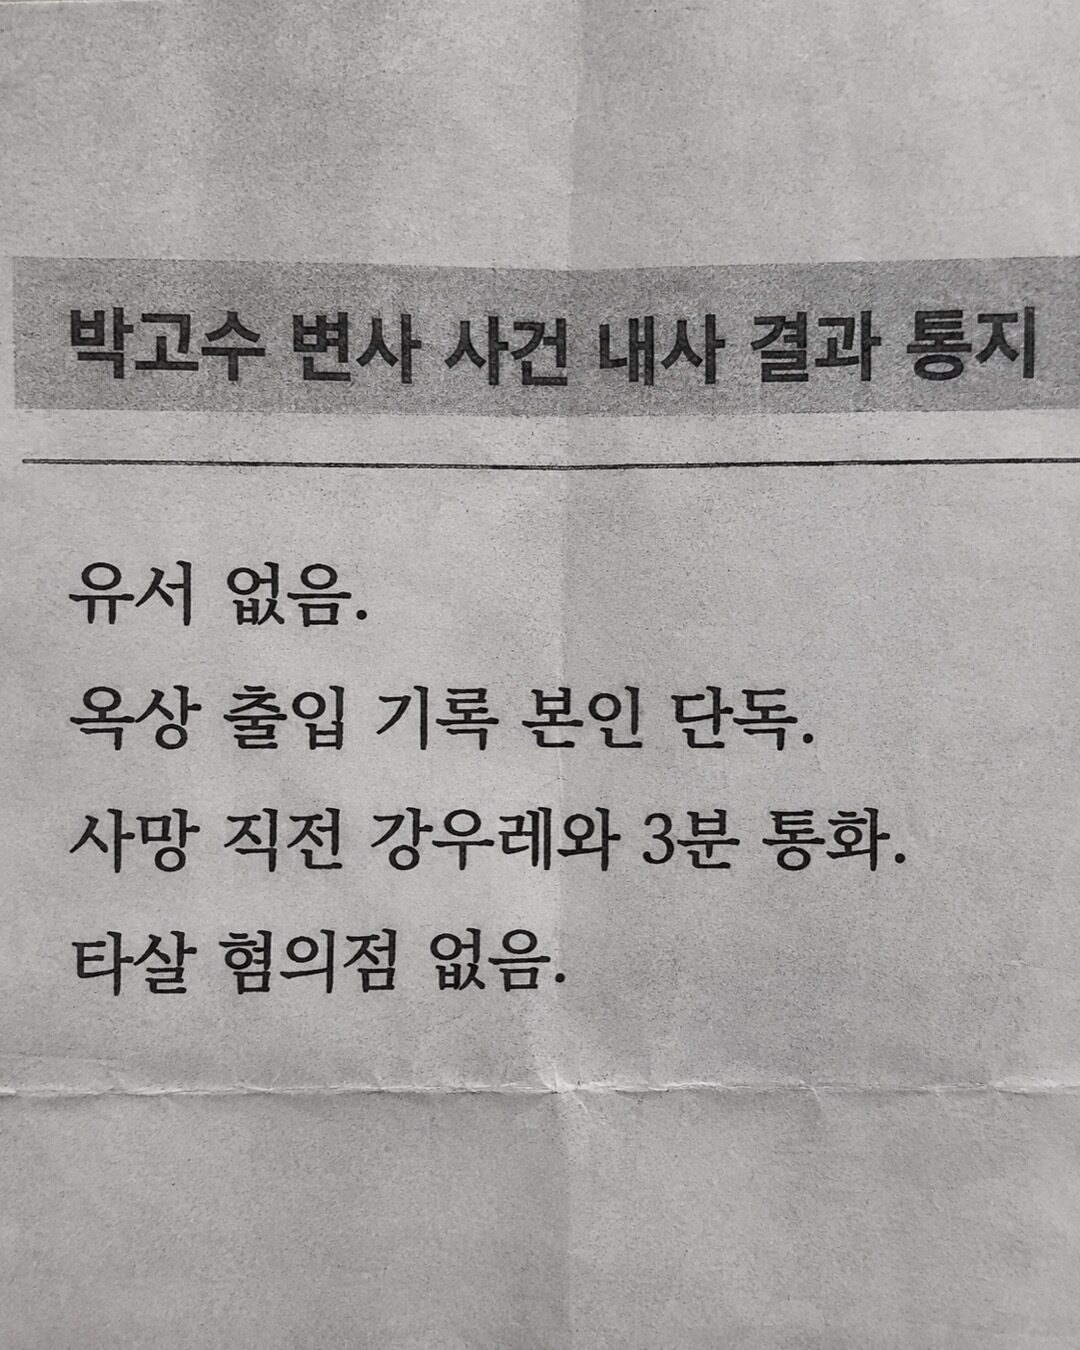 박고수 변사 사건 내사 결과 통지
유서 없음.
옥상 출입 기록 본인 단독.
사망 직전 강우레와 3분 통화.
타살 혐의점 없음.